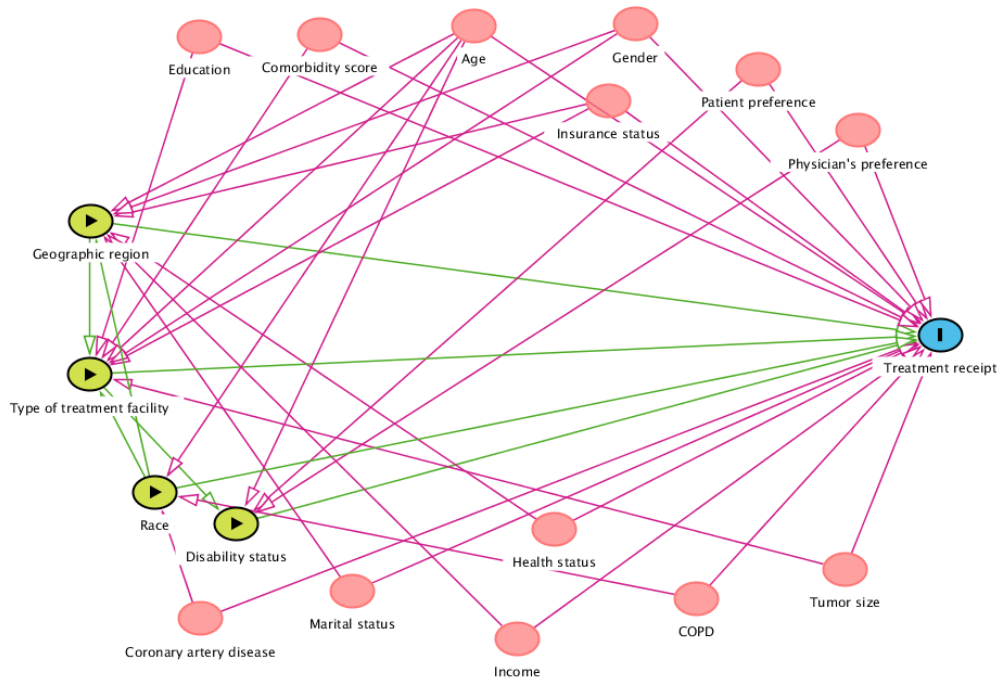 Education
Comorbidity score
Age
Gender
Patient preference
Insurance status
Physician's preference
Geographic region
Treatment receipt
Type of treatment facility
Race
Disability status
Health status
Tumor size
Marital status
COPD
Coronary artery disease
Income